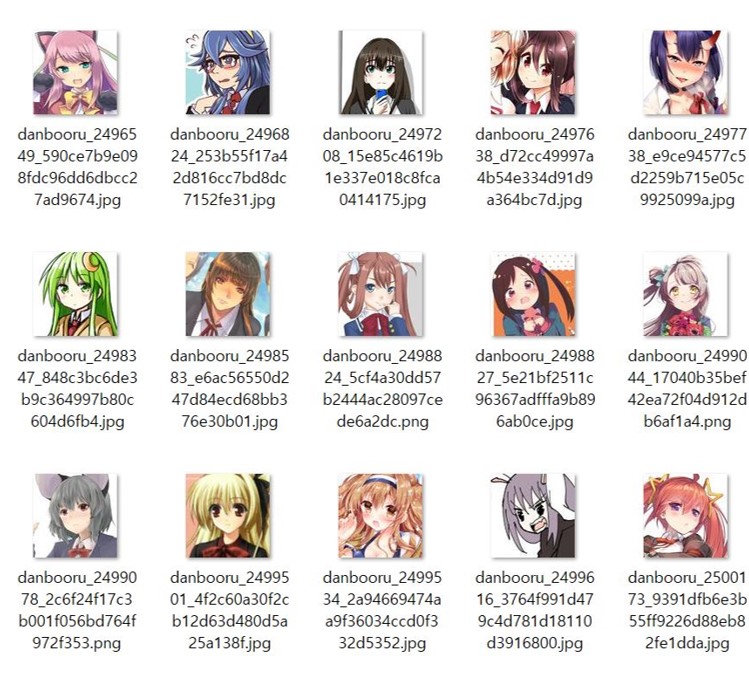 danbooru_24965
49_590ce7b9e09
8fdc96dd6dbcc2
7ad9674.jpg
danbooru_24968
24_253b55f17a4
2d816cc7bd8dc
7152fe31.jpg
danbooru_24972
08_15e85c4619b
1e337e018c8fca
0414175.jpg
danbooru_24976
38_d72cc49997a
4b54e334d91d9
a364bc7d.jpg
danbooru_24977
38_e9ce94577c5
d2259b715e05c
9925099a.jpg
danbooru_24983
47_848c3bc6de3
b9c364997b80c
604d6fb4.jpg
danbooru_24985
83_e6ac56550d2
47d84ecd68bb3
76e30b01.jpg
danbooru_24988
24_5cf4a30dd57
b2444ac28097ce
de6a2dc.png
danbooru_24988
27_5e21bf2511c
96367adfffa9b89
6ab0ce.jpg
danbooru_24990
44_17040b35bef
42ea72f04d912d
b6af1a4.png
danbooru_24990
78_2c6f24f17c3
b001f056bd764f
972f353.png
danbooru_24995
01_4f2c60a30f2c
b12d63d480d5a
25a138f.jpg
danbooru_24995
34_2a94669474a
a9f36034ccd0f3
32d5352.jpg
danbooru_24996
16_3764f991d47
9c4d781d18110
d3916800.jpg
danbooru_25001
73_9391dfb6e3b
55ff9226d88eb8
2fe1dda.jpg